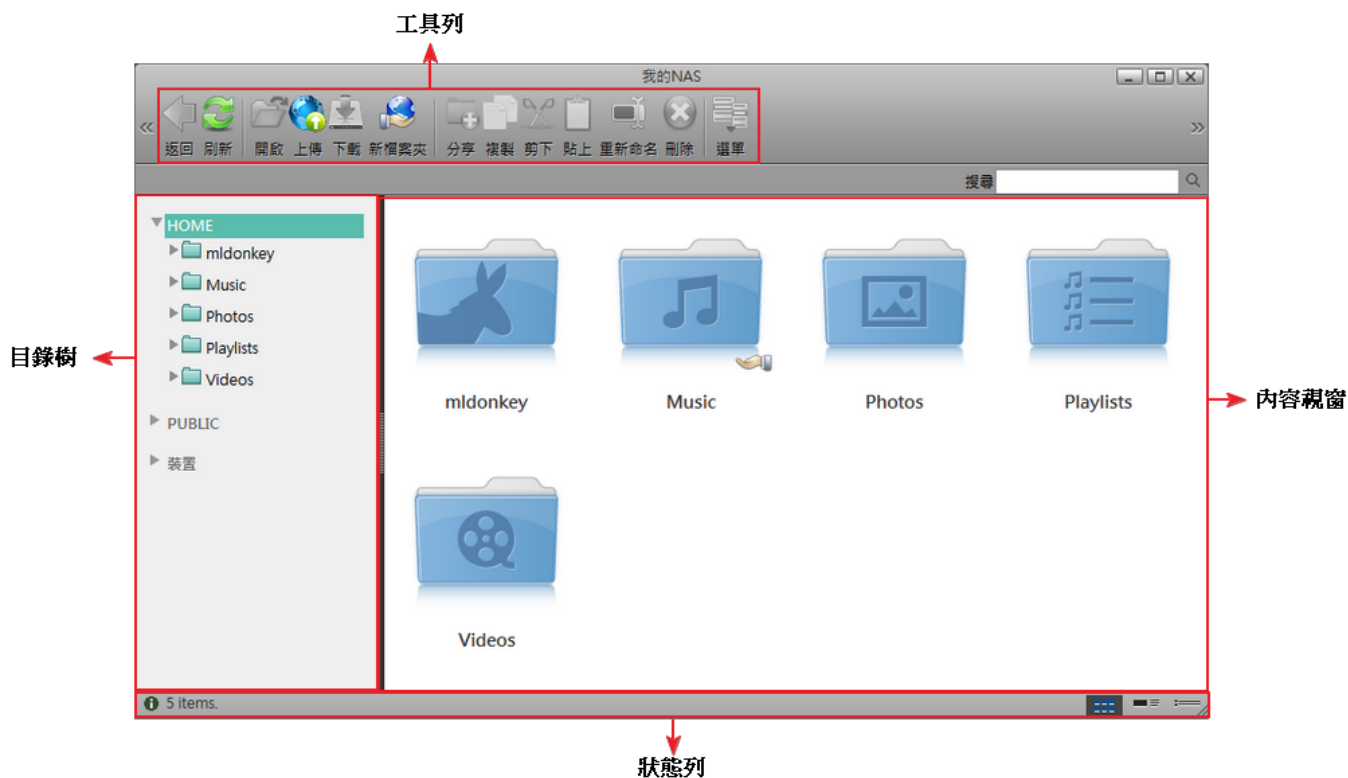 工具列
我的NAS
返回 刷新 開啟 上傳 下載 新檔案夾 分享 複製 剪下 貼上 重新命名 刪除 選單
搜尋
HOME
mldonkey
Music
Photos
Playlists
Videos
PUBLIC
裝置
目錄樹
mldonkey
Music
Photos
Playlists
Videos
內容視窗
5 items.
狀態列